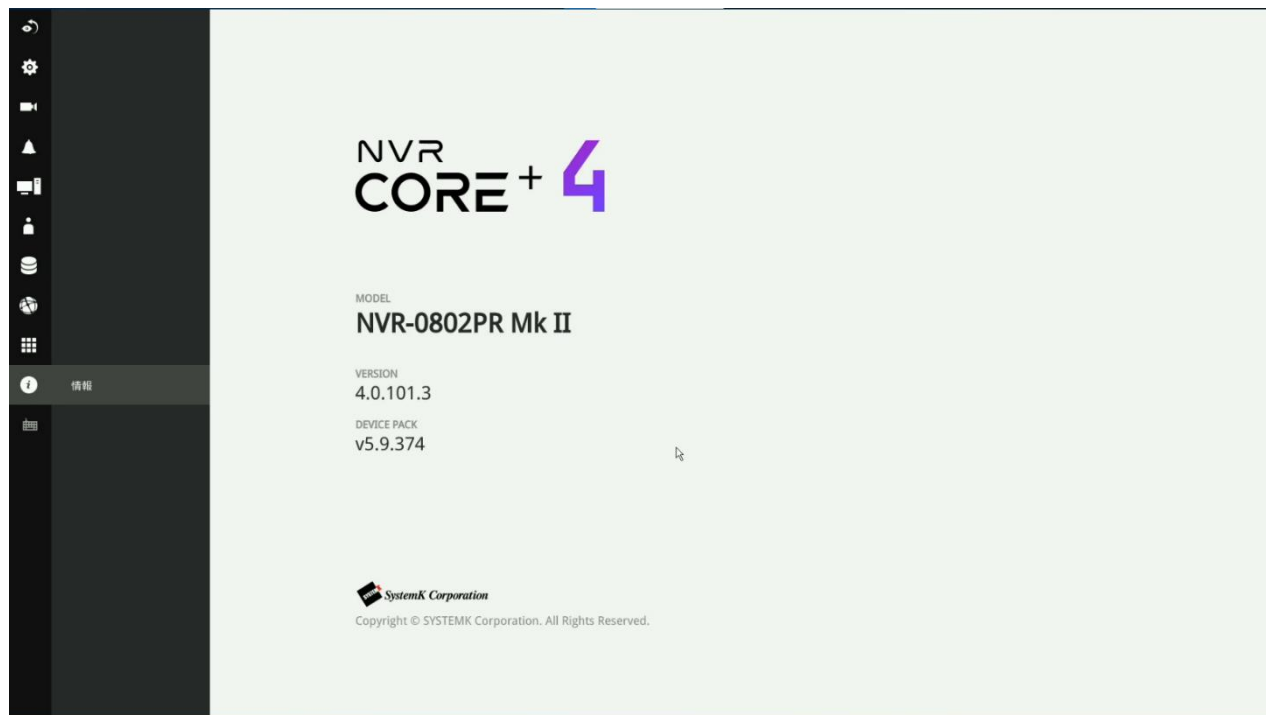 NVR
CORE+ 4
MODEL
NVR-0802PR Mk II
VERSION
4.0.101.3
情報
DEVICE PACK
v5.9.374
SystemK Corporation
Copyright © SYSTEMK Corporation. All Rights Reserved.